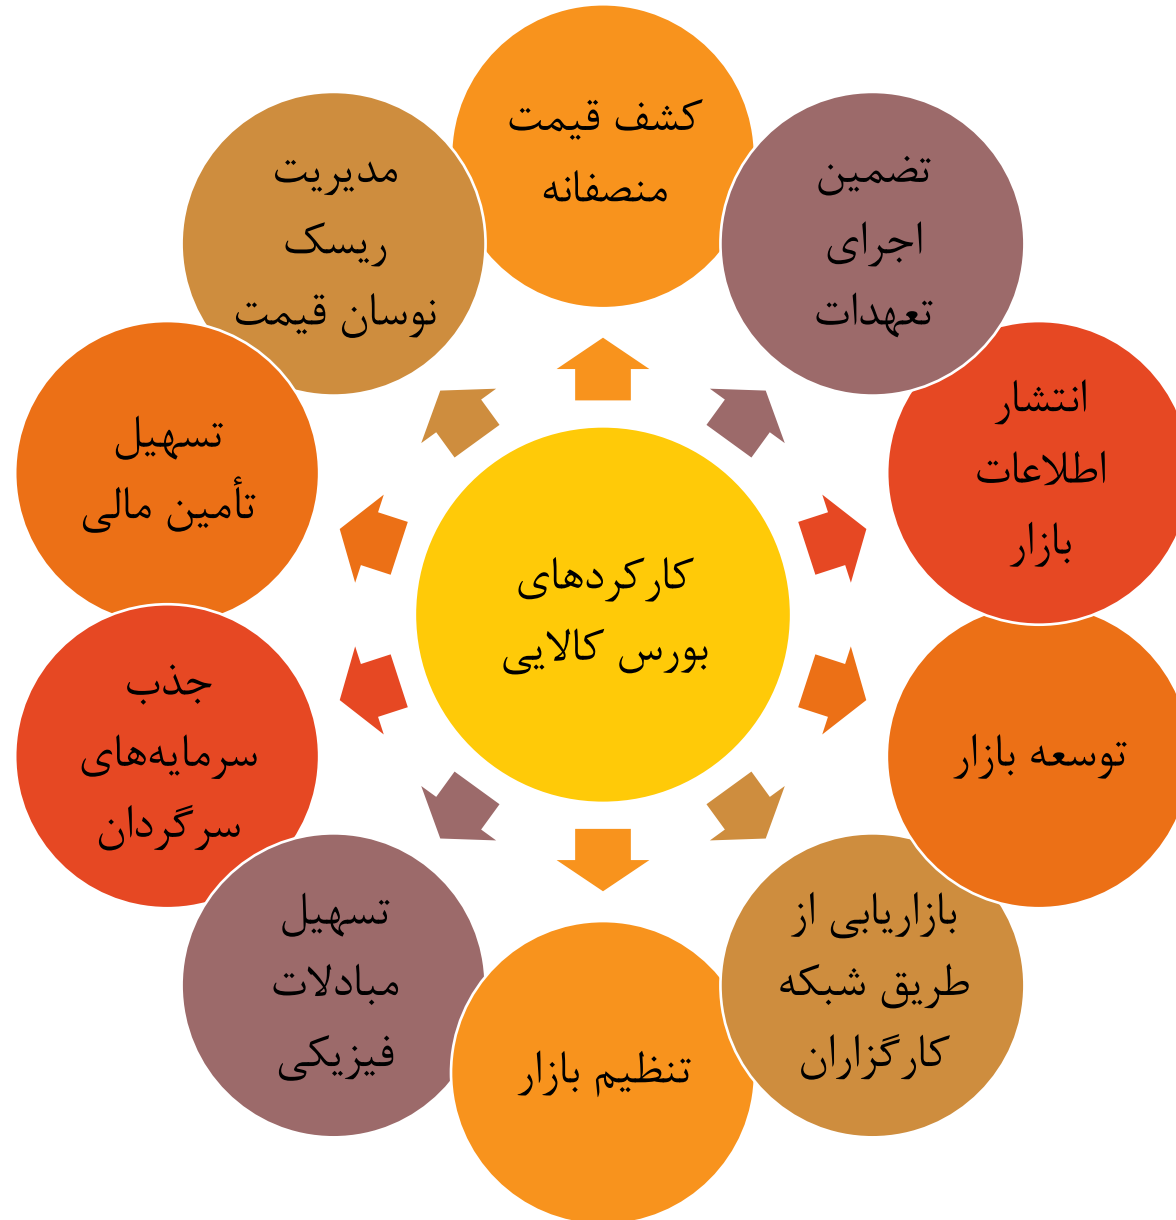 کشف قیمت
منصفانه
تضمین
اجرای
تعهدات
انتشار
اطلاعات
بازار
توسعه بازار
بازاریابی از
طریق شبکه
کارگزاران
تنظیم بازار
تسهیل
مبادلات
فیزیکی
جذب
سرمایه‌های
سرگردان
تسهیل
تأمین مالی
مدیریت
ریسک
نوسان قیمت
کارکردهای
بورس کالایی